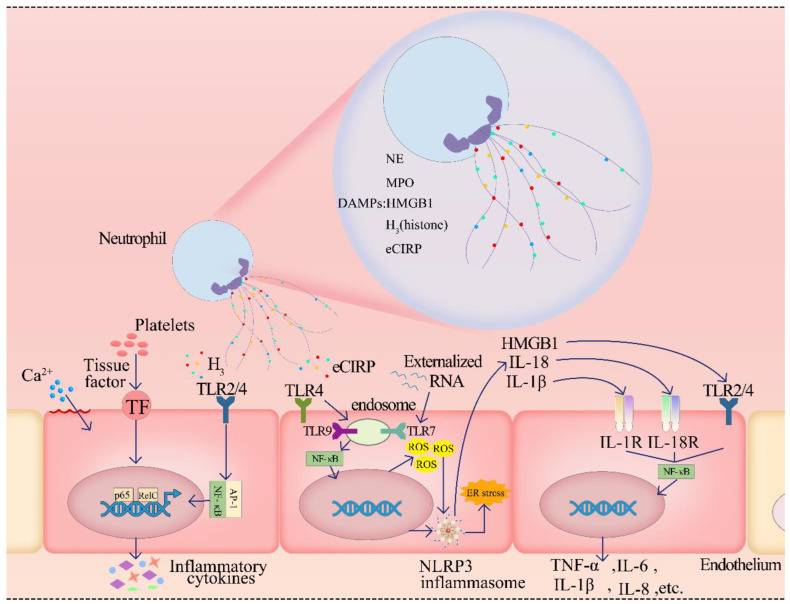 NE
MPO
DAMPs:HMGB1
H3(histone)
eCIRP
Neutrophil
Platelets
Tissue
factor
Ca2+
TF
H3
TLR2/4
p65
RelC
NF-κB
AP-1
Inflammatory
cytokines
TLR4
eCIRP
Externalized
RNA
endosome
TLR9
TLR7
NF-κB
ROS
ROS
ROS
ER stress
NLRP3
inflammasome
HMGB1
IL-18
IL-1β
TLR2/4
IL-1R
IL-18R
NF-κB
TNF-α ,IL-6 ,
IL-1β , IL-8 ,etc.
Endothelium